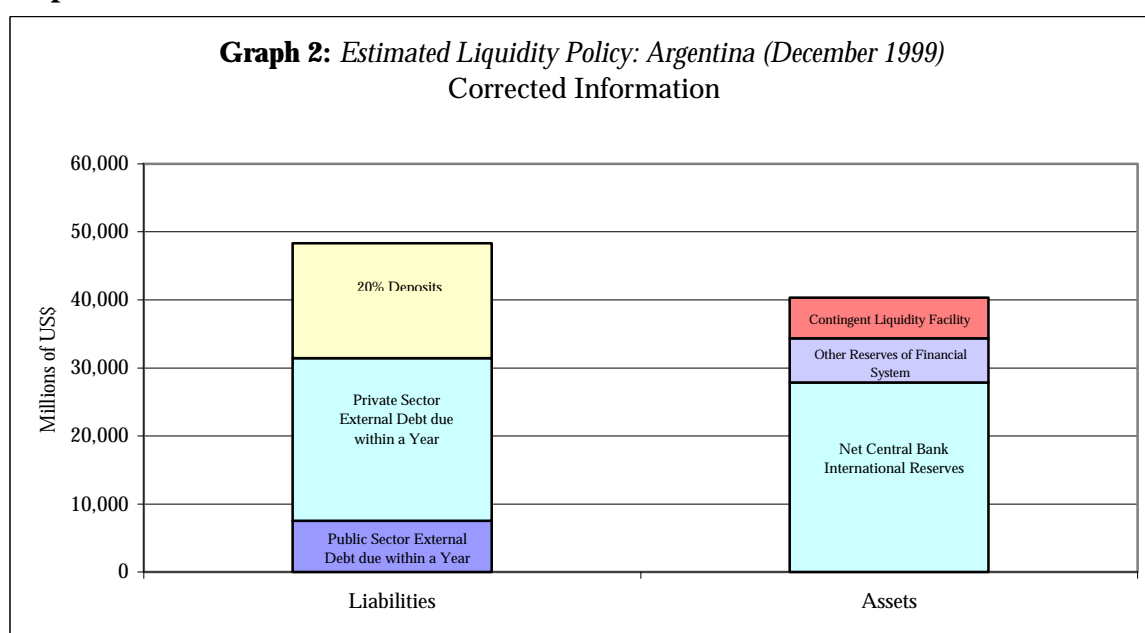 Graph 2: Estimated Liquidity Policy: Argentina (December 1999)
Corrected Information
Millions of US$
60,000
50,000
40,000
30,000
20,000
10,000
0
20% Deposits
Private Sector
External Debt due
within a Year
Public Sector External
Debt due within a Year
Contingent Liquidity Facility
Other Reserves of Financial
System
Net Central Bank
International Reserves
Liabilities
Assets